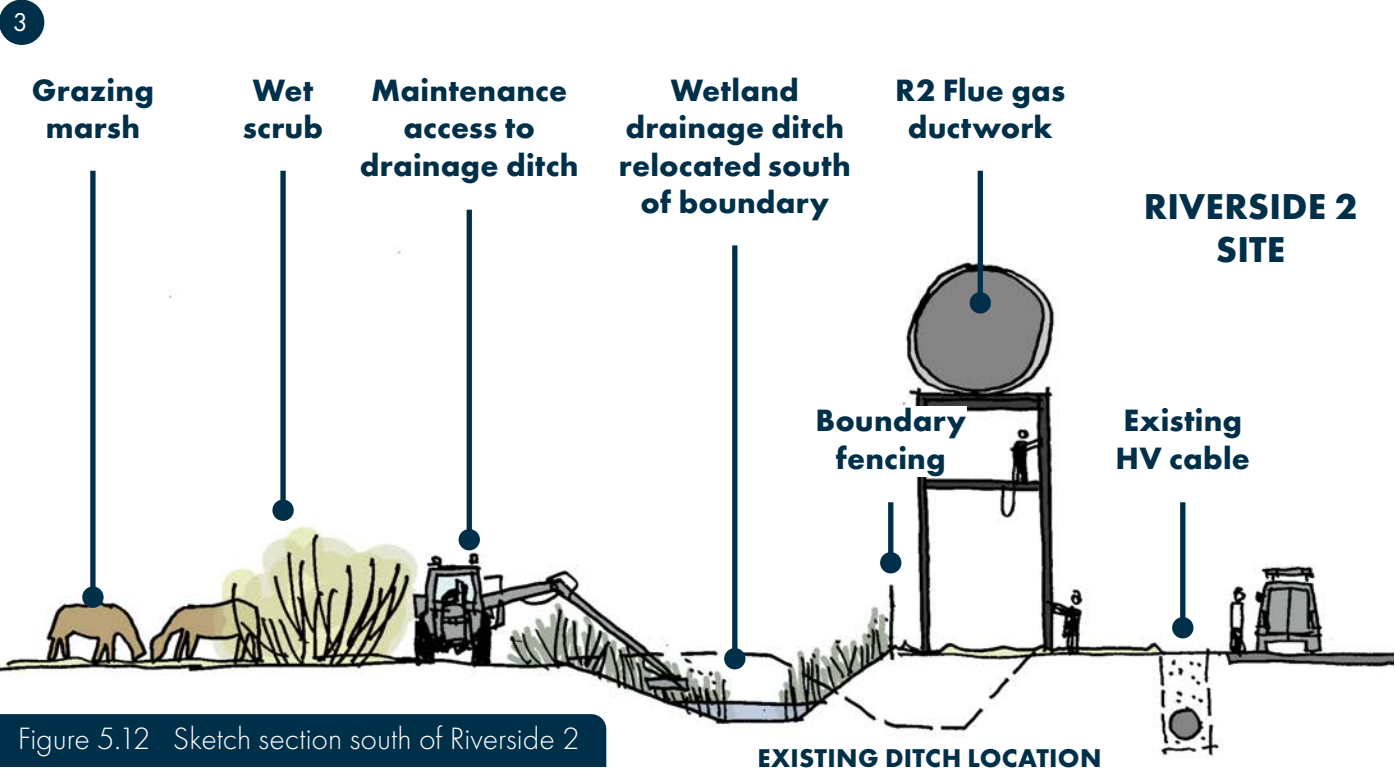 3
Grazing
marsh
Wet
scrub
Maintenance
access to
drainage ditch
Wetland
drainage ditch
relocated south
of boundary
R2 Flue gas
ductwork
RIVERSIDE 2
SITE
Boundary
fencing
Existing
HV cable
Figure 5.12 Sketch section south of Riverside 2
EXISTING DITCH LOCATION